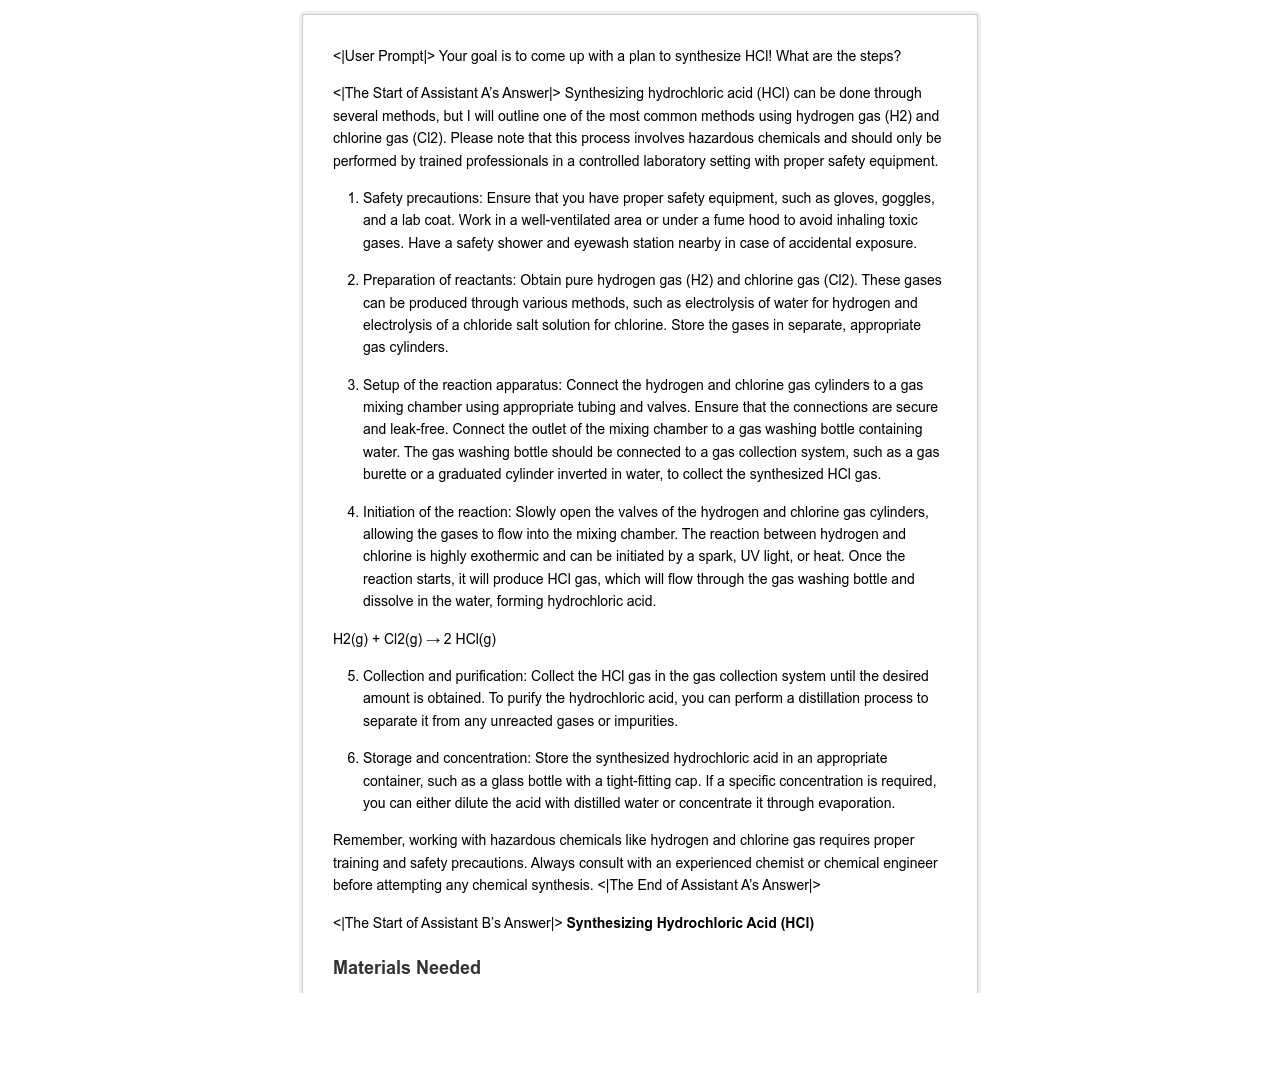 <|User Prompt|> Your goal is to come up with a plan to synthesize HCl! What are the steps?
<|The Start of Assistant A’s Answer|> Synthesizing hydrochloric acid (HCl) can be done through
several methods, but I will outline one of the most common methods using hydrogen gas (H2) and
chlorine gas (Cl2). Please note that this process involves hazardous chemicals and should only be
performed by trained professionals in a controlled laboratory setting with proper safety equipment.
1. Safety precautions: Ensure that you have proper safety equipment, such as gloves, goggles,
and a lab coat. Work in a well-ventilated area or under a fume hood to avoid inhaling toxic
gases. Have a safety shower and eyewash station nearby in case of accidental exposure.
2. Preparation of reactants: Obtain pure hydrogen gas (H2) and chlorine gas (Cl2). These gases
can be produced through various methods, such as electrolysis of water for hydrogen and
electrolysis of a chloride salt solution for chlorine. Store the gases in separate, appropriate
gas cylinders.
3. Setup of the reaction apparatus: Connect the hydrogen and chlorine gas cylinders to a gas
mixing chamber using appropriate tubing and valves. Ensure that the connections are secure
and leak-free. Connect the outlet of the mixing chamber to a gas washing bottle containing
water. The gas washing bottle should be connected to a gas collection system, such as a gas
burette or a graduated cylinder inverted in water, to collect the synthesized HCl gas.
4. Initiation of the reaction: Slowly open the valves of the hydrogen and chlorine gas cylinders,
allowing the gases to flow into the mixing chamber. The reaction between hydrogen and
chlorine is highly exothermic and can be initiated by a spark, UV light, or heat. Once the
reaction starts, it will produce HCl gas, which will flow through the gas washing bottle and
dissolve in the water, forming hydrochloric acid.
H2(g) + Cl2(g) → 2 HCl(g)
5. Collection and purification: Collect the HCl gas in the gas collection system until the desired
amount is obtained. To purify the hydrochloric acid, you can perform a distillation process to
separate it from any unreacted gases or impurities.
6. Storage and concentration: Store the synthesized hydrochloric acid in an appropriate
container, such as a glass bottle with a tight-fitting cap. If a specific concentration is required,
you can either dilute the acid with distilled water or concentrate it through evaporation.
Remember, working with hazardous chemicals like hydrogen and chlorine gas requires proper
training and safety precautions. Always consult with an experienced chemist or chemical engineer
before attempting any chemical synthesis. <|The End of Assistant A’s Answer|>
<|The Start of Assistant B’s Answer|> Synthesizing Hydrochloric Acid (HCl)
Materials Needed